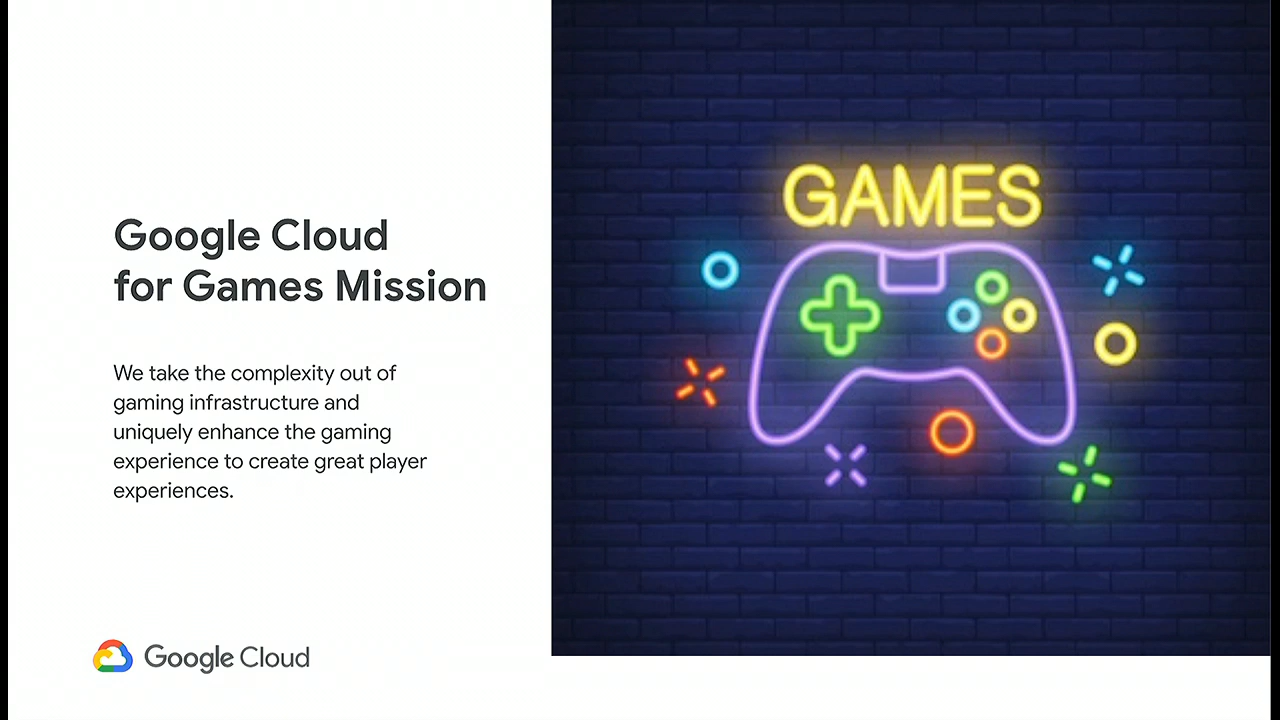 Google Cloud
for Games Mission
We take the complexity out of
gaming infrastructure and
uniquely enhance the gaming
experience to create great player
experiences.
Google Cloud
GAMES